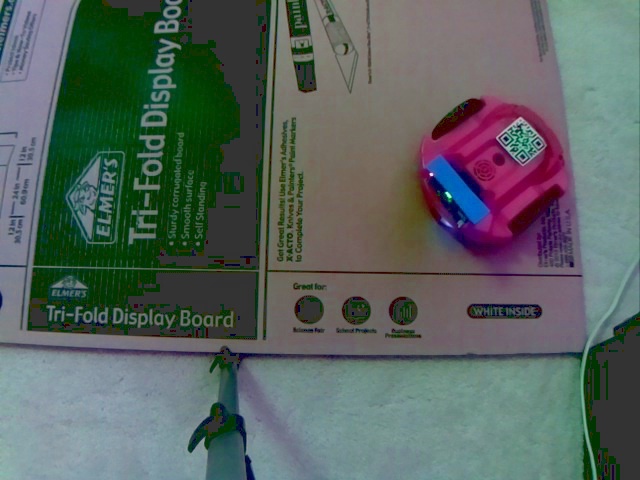 Tri-Fold Display Boa
ELMER'S
• Sturdy corrugated board
• Smooth surface
• Self Standing
Get Great Results! Use Elmer's Adhesives,
X-ACTO Knives & Painters Paint Markers
to Complete Your Project.
ELMER'S
Tri-Fold Display Board
Great for:
Science Fair
School Projects
Business
Presentations
WHITE INSIDE